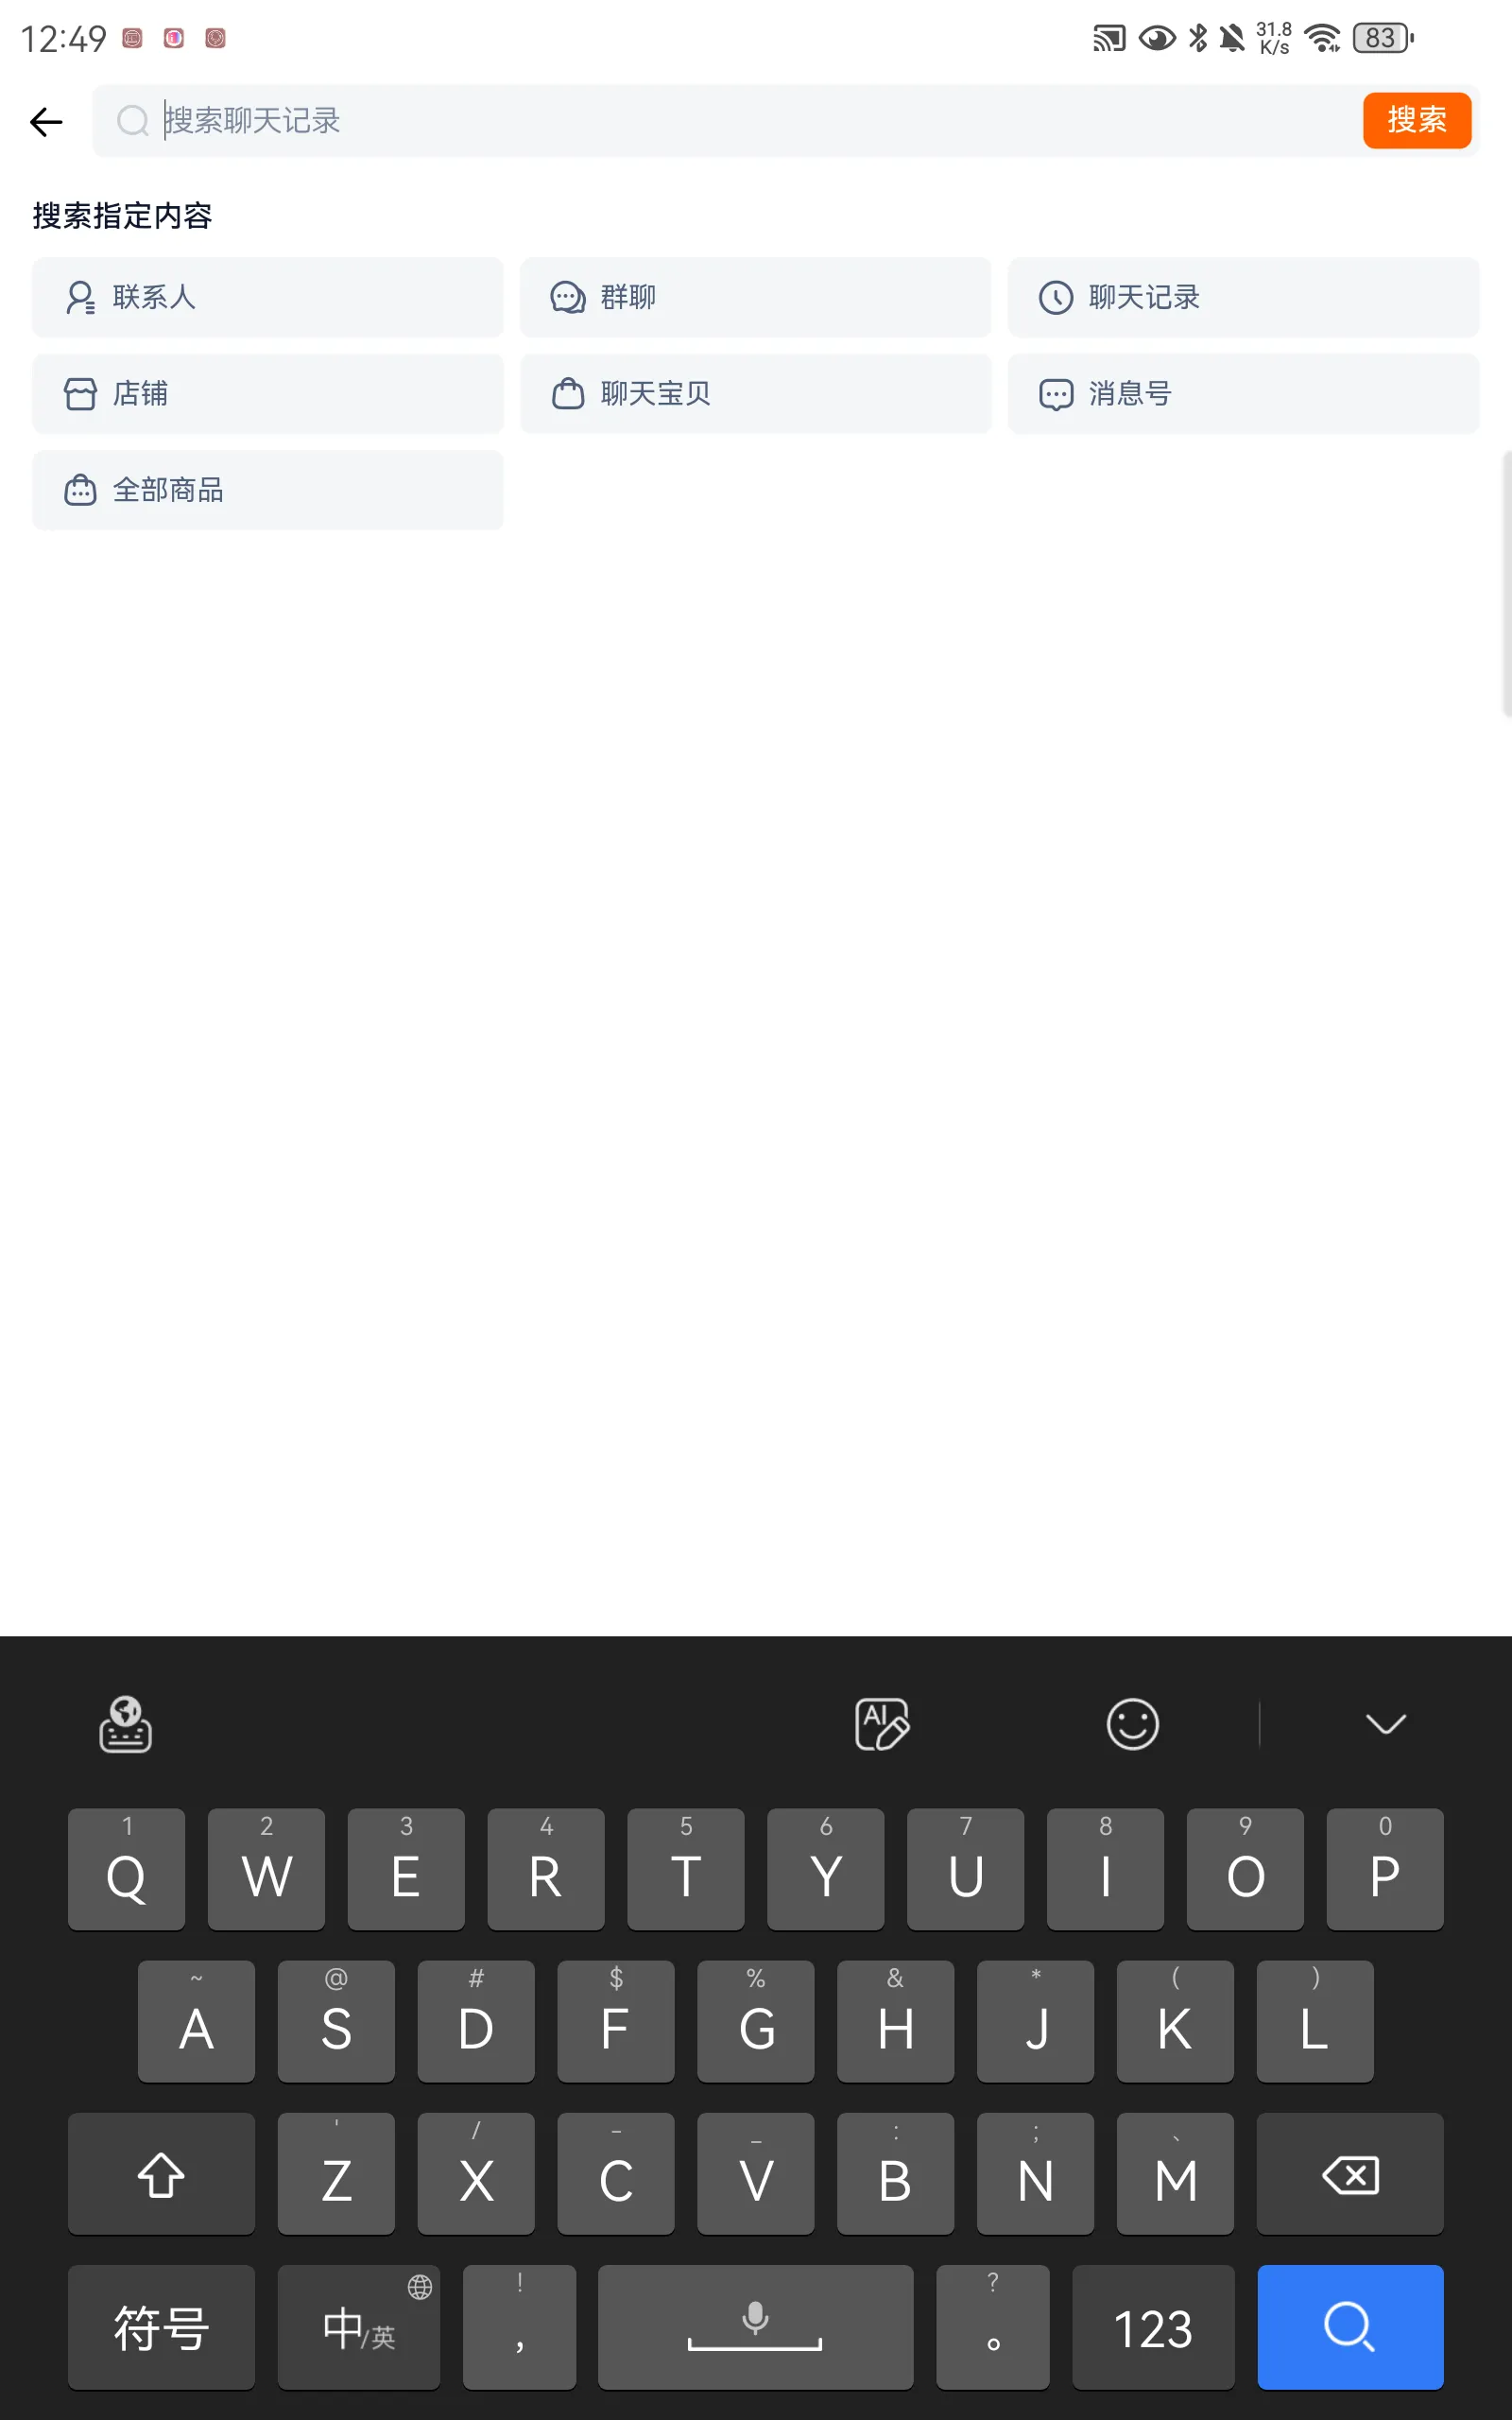 12:49 31.8 K/s 83
搜索聊天记录 搜索
搜索指定内容
联系人 群聊 聊天记录
店铺 聊天宝贝 消息号
全部商品
AI
1 2 3 4 5 6 7 8 9 0
Q W E R T Y U I O P
~ @ # $ % & * ( )
A S D F G H J K L
' / - _ : ; 、
Z X C V B N M
! ?
符号 中/英 , 。 123